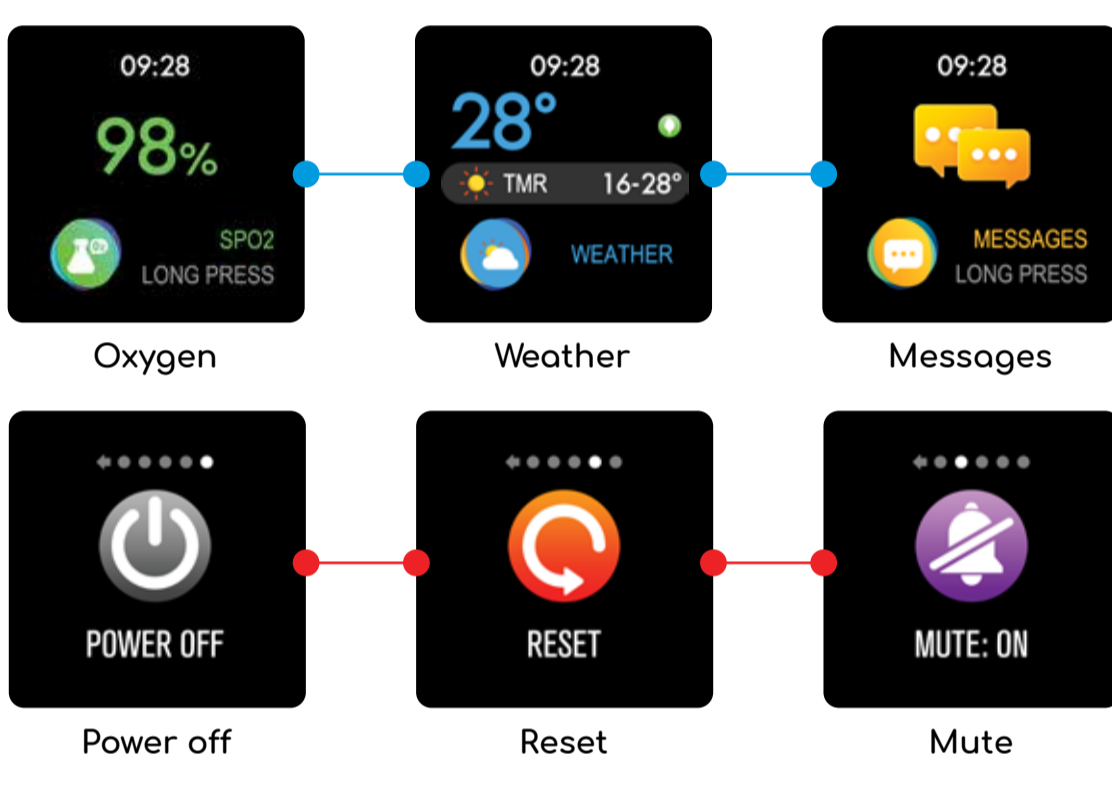 09:28
98%
SPO2
LONG PRESS
Oxygen
09:28
28°
TMR 16-28°
WEATHER
Weather
09:28
MESSAGES
LONG PRESS
Messages
POWER OFF
Power off
RESET
Reset
MUTE: ON
Mute